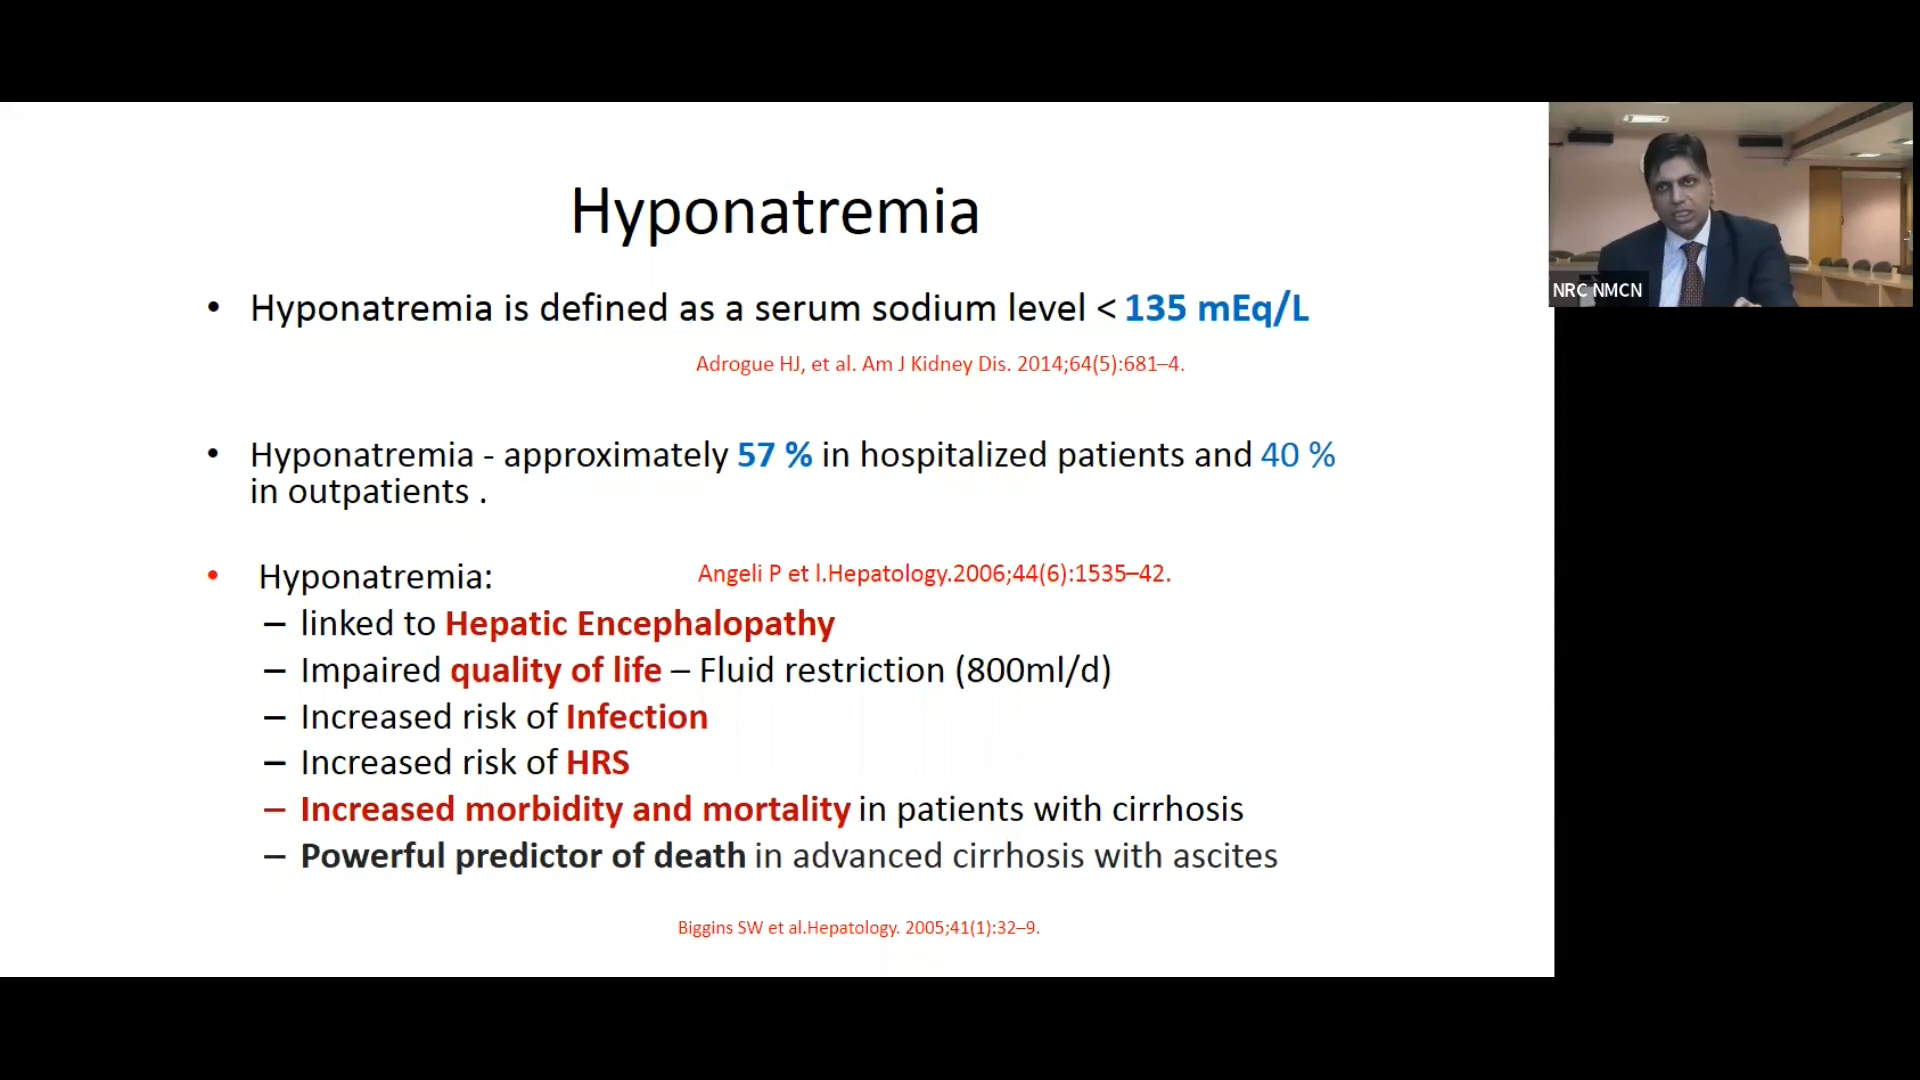 Hyponatremia
• Hyponatremia is defined as a serum sodium level < 135 mEq/L
Adrogue HJ, et al. Am J Kidney Dis. 2014;64(5):681–4.
• Hyponatremia - approximately 57 % in hospitalized patients and 40 %
in outpatients .
• Hyponatremia:
Angeli P et l.Hepatology.2006;44(6):1535–42.
– linked to Hepatic Encephalopathy
– Impaired quality of life – Fluid restriction (800ml/d)
– Increased risk of Infection
– Increased risk of HRS
– Increased morbidity and mortality in patients with cirrhosis
– Powerful predictor of death in advanced cirrhosis with ascites
Biggins SW et al.Hepatology. 2005;41(1):32–9.
NRC NMCN